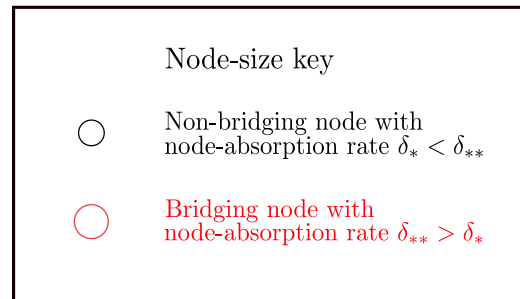 Node-size key
Non-bridging node with
node-absorption rate δ∗ < δ∗∗
Bridging node with
node-absorption rate δ∗∗ > δ∗